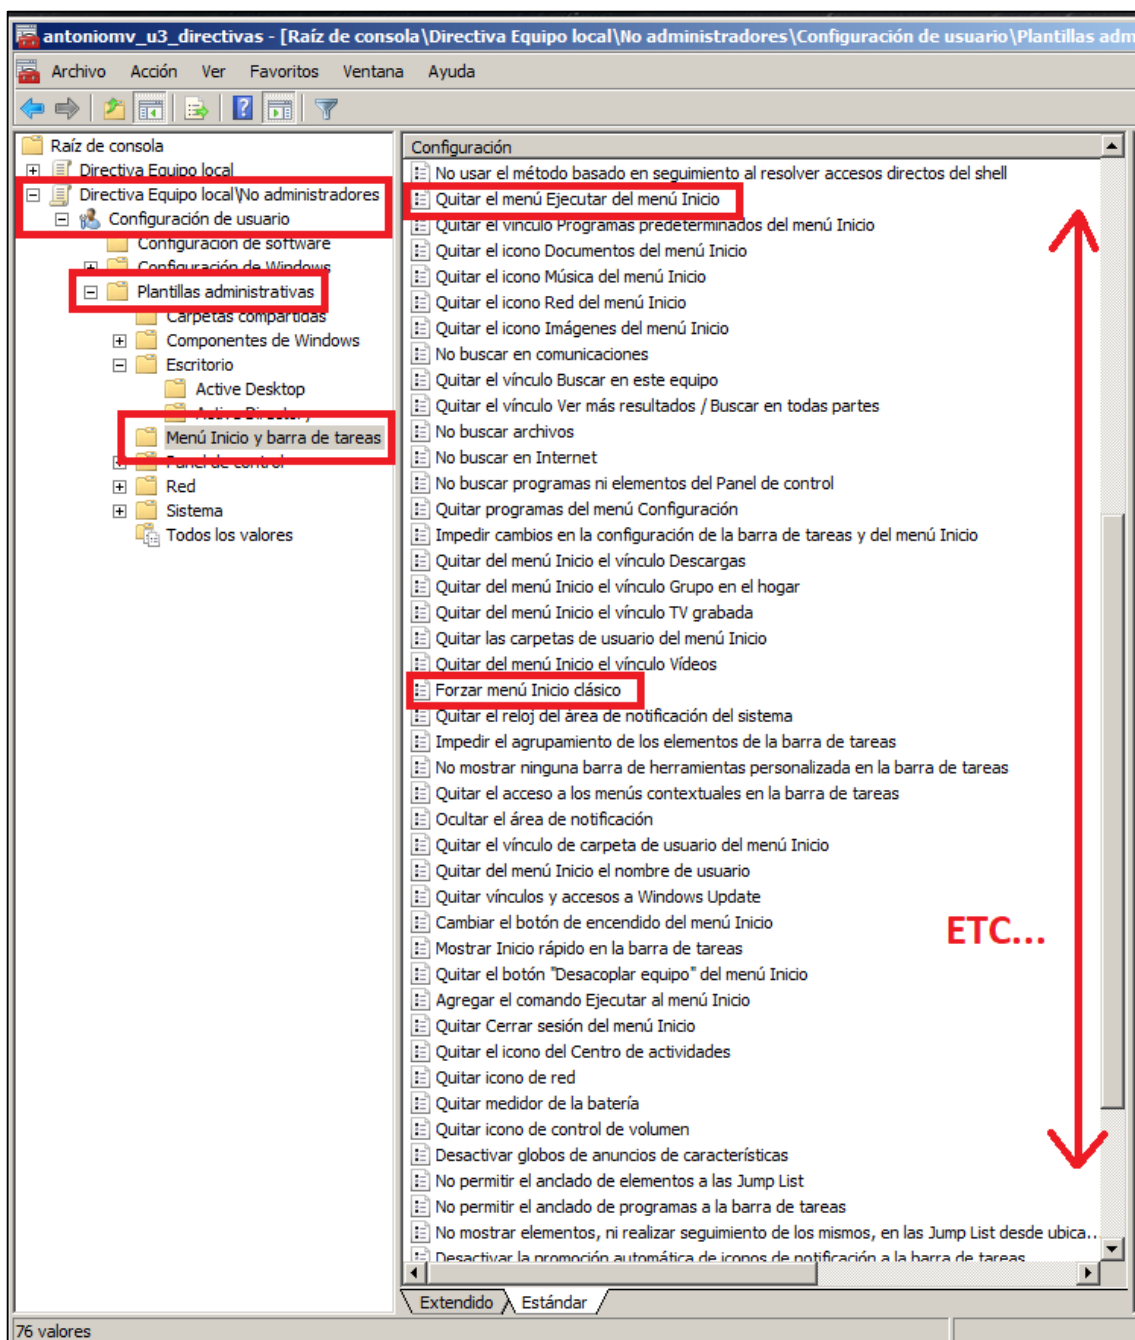 antoniomv_u3_directivas - [Raíz de consola\Directiva Equipo local\No administradores\Configuración de usuario\Plantillas adm
Archivo Acción Ver Favoritos Ventana Ayuda
Raíz de consola
Directiva Equipo local
Directiva Equipo local\No administradores
Configuración de usuario
Configuración de software
Configuración de Windows
Plantillas administrativas
Carpetas compartidas
Componentes de Windows
Escritorio
Active Desktop
Active Directory
Menú Inicio y barra de tareas
Panel de control
Red
Sistema
Todos los valores
Configuración
No usar el método basado en seguimiento al resolver accesos directos del shell
Quitar el menú Ejecutar del menú Inicio
Quitar el vínculo Programas predeterminados del menú Inicio
Quitar el icono Documentos del menú Inicio
Quitar el icono Música del menú Inicio
Quitar el icono Red del menú Inicio
Quitar el icono Imágenes del menú Inicio
No buscar en comunicaciones
Quitar el vínculo Buscar en este equipo
Quitar el vínculo Ver más resultados / Buscar en todas partes
No buscar archivos
No buscar en Internet
No buscar programas ni elementos del Panel de control
Quitar programas del menú Configuración
Impedir cambios en la configuración de la barra de tareas y del menú Inicio
Quitar del menú Inicio el vínculo Descargas
Quitar del menú Inicio el vínculo Grupo en el hogar
Quitar del menú Inicio el vínculo TV grabada
Quitar las carpetas de usuario del menú Inicio
Quitar del menú Inicio el vínculo Vídeos
Forzar menú Inicio clásico
Quitar el reloj del área de notificación del sistema
Impedir el agrupamiento de los elementos de la barra de tareas
No mostrar ninguna barra de herramientas personalizada en la barra de tareas
Quitar el acceso a los menús contextuales en la barra de tareas
Ocultar el área de notificación
Quitar el vínculo de carpeta de usuario del menú Inicio
Quitar del menú Inicio el nombre de usuario
Quitar vínculos y accesos a Windows Update
Cambiar el botón de encendido del menú Inicio
ETC...
Mostrar Inicio rápido en la barra de tareas
Quitar el botón "Desacoplar equipo" del menú Inicio
Agregar el comando Ejecutar al menú Inicio
Quitar Cerrar sesión del menú Inicio
Quitar el icono del Centro de actividades
Quitar icono de red
Quitar medidor de la batería
Quitar icono de control de volumen
Desactivar globos de anuncios de características
No permitir el anclado de elementos a las Jump List
No permitir el anclado de programas a la barra de tareas
No mostrar elementos, ni realizar seguimiento de los mismos, en las Jump List desde ubica...
Desactivar la promoción automática de iconos de notificación a la barra de tareas
Extendido Estándar
76 valores